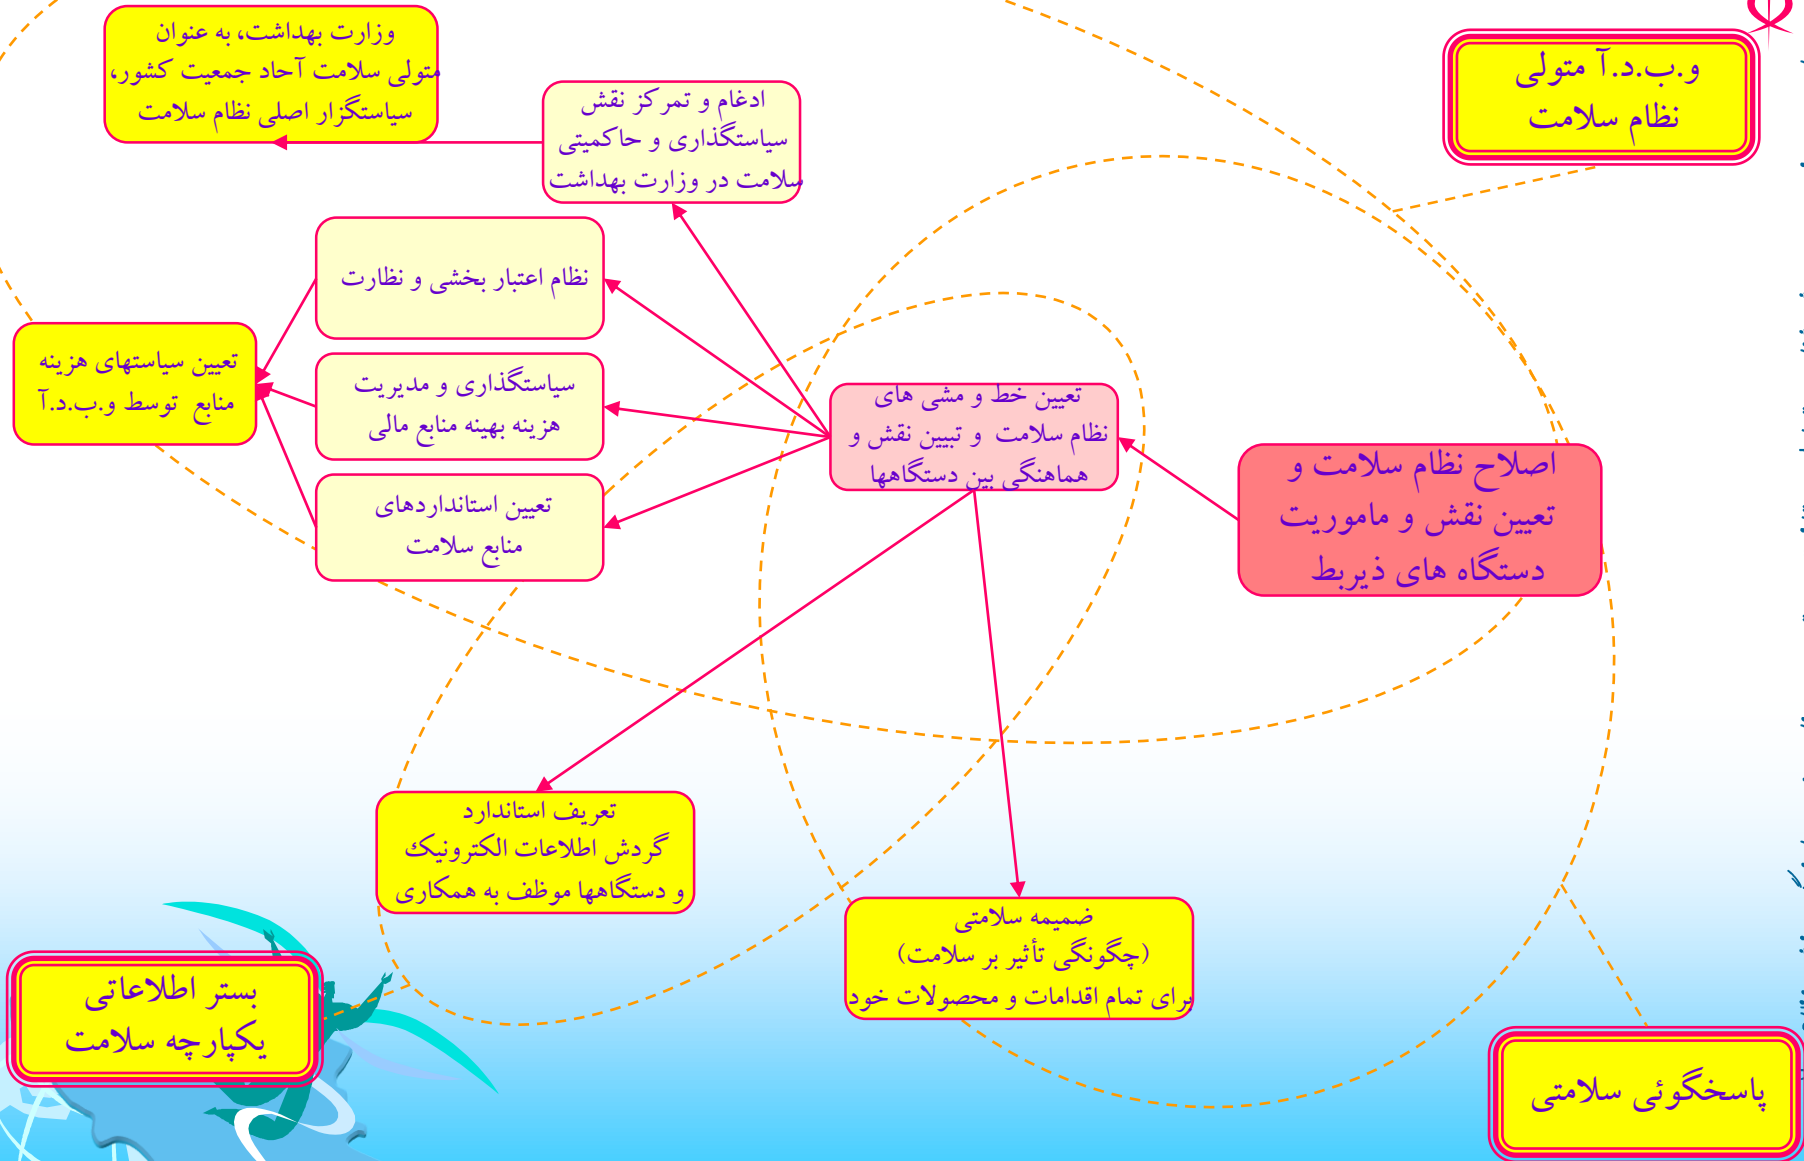 و.ب.د.آ متولی
نظام سلامت
وزارت بهداشت، به عنوان
متولی سلامت آحاد جمعیت کشور،
سیاستگزار اصلی نظام سلامت
ادغام و تمرکز نقش
سیاستگذاری و حاکمیتی
سلامت در وزارت بهداشت
نظام اعتبار بخشی و نظارت
تعیین سیاستهای هزینه
منابع توسط و.ب.د.آ
سیاستگذاری و مدیریت
هزینه بهینه منابع مالی
تعیین استانداردهای
منابع سلامت
تعیین خط و مشی های
نظام سلامت و تبیین نقش و
هماهنگی بین دستگاهها
اصلاح نظام سلامت و
تعیین نقش و ماموریت
دستگاه های ذیربط
تعریف استاندارد
گردش اطلاعات الکترونیک
و دستگاهها موظف به همکاری
ضمیمه سلامتی
(چگونگی تأثیر بر سلامت)
برای تمام اقدامات و محصولات خود
بستر اطلاعاتی
یکپارچه سلامت
پاسخگوئی سلامتی